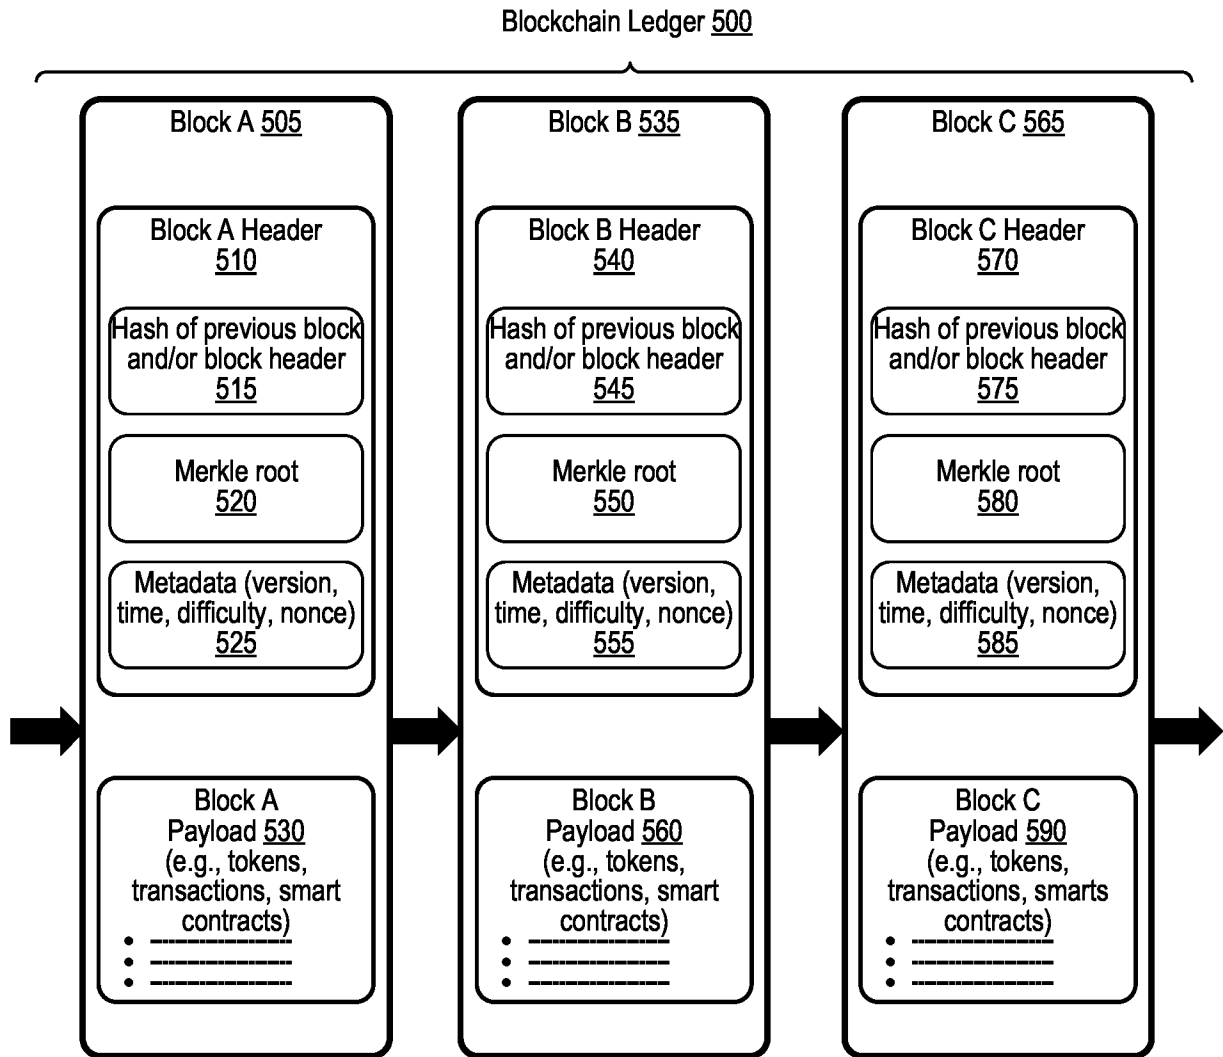 Blockchain Ledger 500
Block A 505
Block A Header
510
Hash of previous block
and/or block header
515
Merkle root
520
Metadata (version,
time, difficulty, nonce)
525
Block A
Payload 530
(e.g., tokens,
transactions, smart
contracts)
Block B 535
Block B Header
540
Hash of previous block
and/or block header
545
Merkle root
550
Metadata (version,
time, difficulty, nonce)
555
Block B
Payload 560
(e.g., tokens,
transactions, smart
contracts)
Block C 565
Block C Header
570
Hash of previous block
and/or block header
575
Merkle root
580
Metadata (version,
time, difficulty, nonce)
585
Block C
Payload 590
(e.g., tokens,
transactions, smarts
contracts)